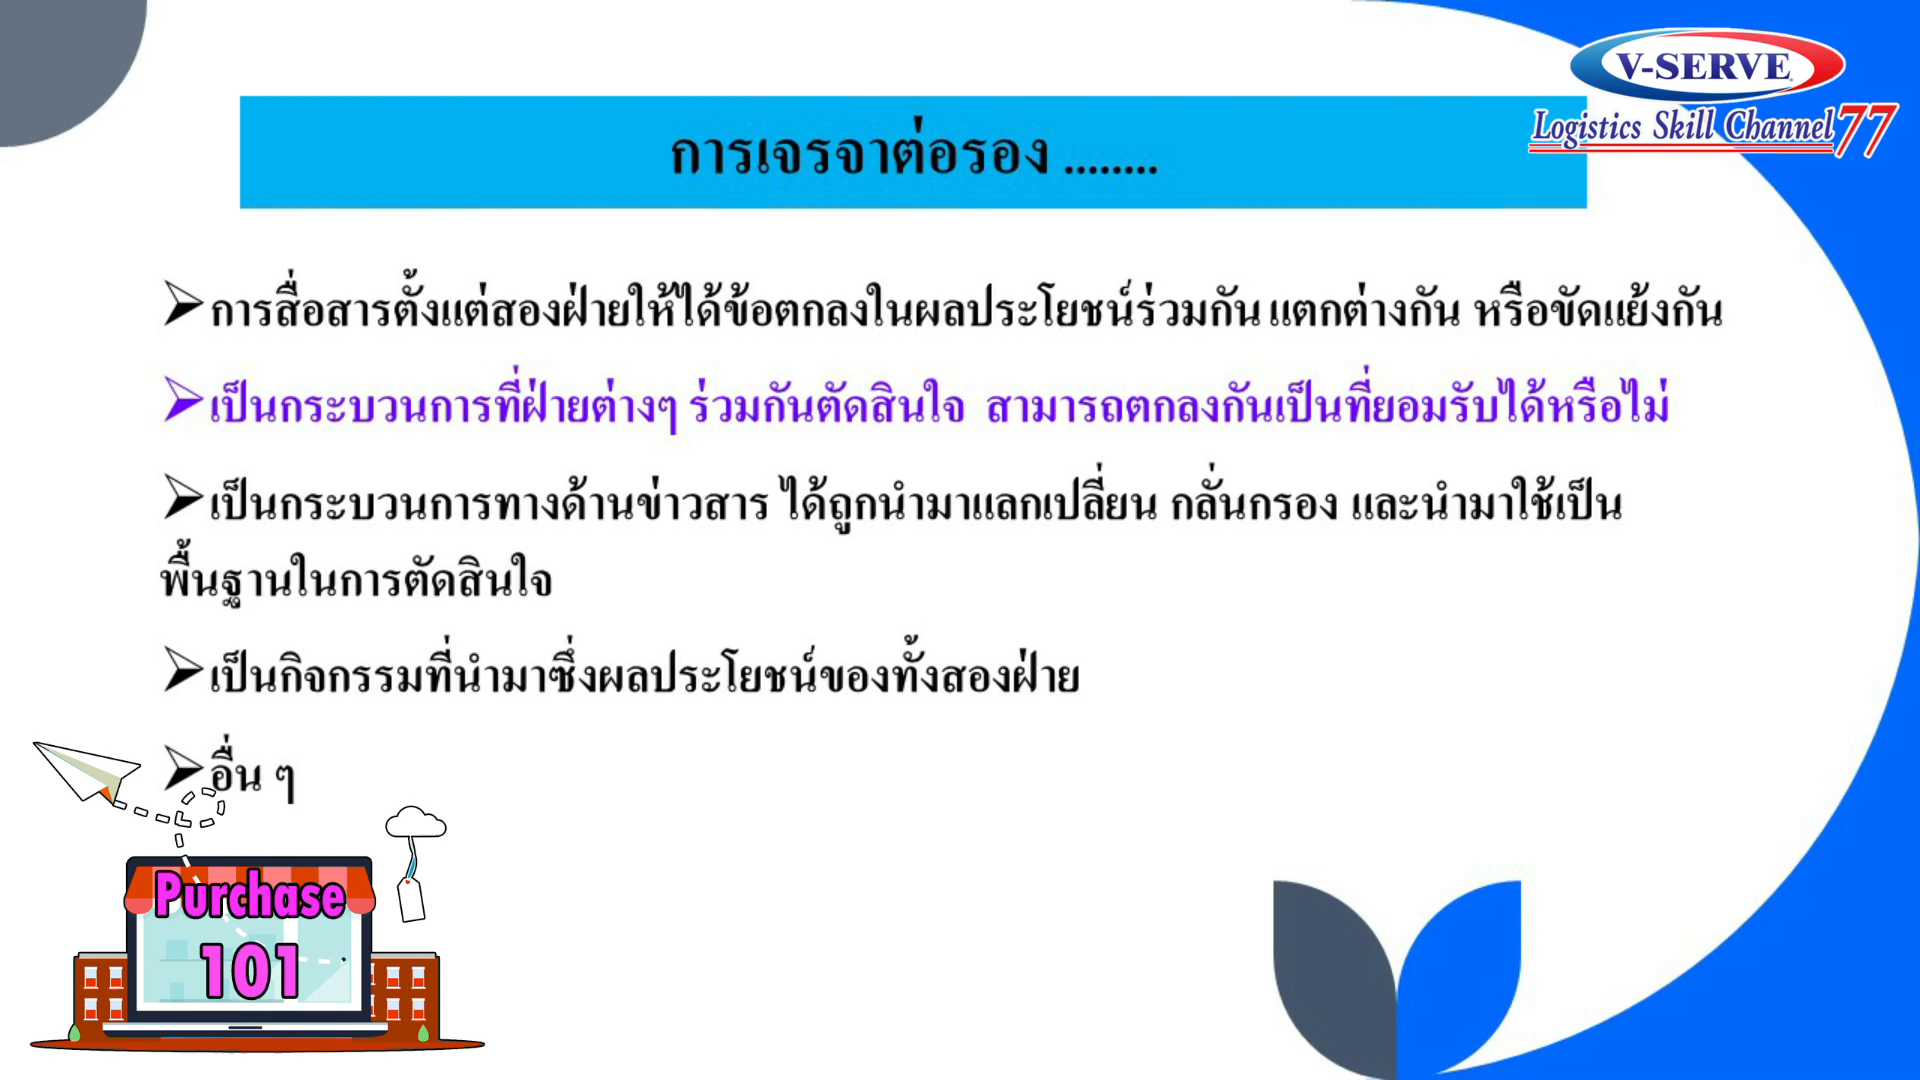 V-SERVE
Logistics Skill Channel 77
การเจรจาต่อรอง ........
➢การสื่อสารตั้งแต่สองฝ่ายให้ได้ข้อตกลงในผลประโยชน์ร่วมกัน แตกต่างกัน หรือขัดแย้งกัน
➢เป็นกระบวนการที่ฝ่ายต่างๆ ร่วมกันตัดสินใจ สามารถตกลงกันเป็นที่ยอมรับได้หรือไม่
➢เป็นกระบวนการทางด้านข่าวสาร ได้ถูกนำมาแลกเปลี่ยน กลั่นกรอง และนำมาใช้เป็น
พื้นฐานในการตัดสินใจ
➢เป็นกิจกรรมที่นำมาซึ่งผลประโยชน์ของทั้งสองฝ่าย
➢อื่น ๆ
Purchase
101